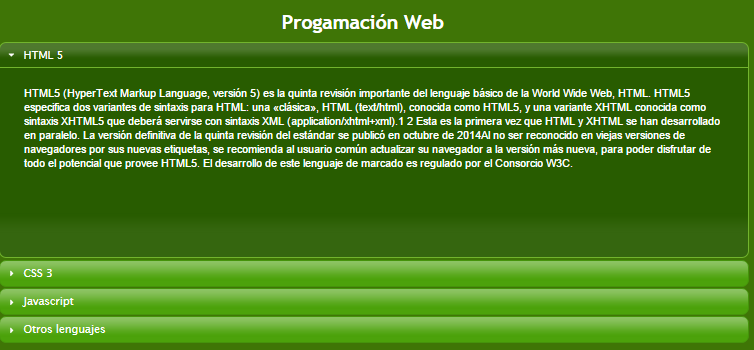 Progamación Web
HTML 5
HTML5 (HyperText Markup Language, versión 5) es la quinta revisión importante del lenguaje básico de la World Wide Web, HTML. HTML5
especifica dos variantes de sintaxis para HTML: una «clásica», HTML (text/html), conocida como HTML5, y una variante XHTML conocida como
sintaxis XHTML5 que deberá servirse con sintaxis XML (application/xhtml+xml).1 2 Esta es la primera vez que HTML y XHTML se han desarrollado
en paralelo. La versión definitiva de la quinta revisión del estándar se publicó en octubre de 2014Al no ser reconocido en viejas versiones de
navegadores por sus nuevas etiquetas, se recomienda al usuario común actualizar su navegador a la versión más nueva, para poder disfrutar de
todo el potencial que provee HTML5. El desarrollo de este lenguaje de marcado es regulado por el Consorcio W3C.
CSS 3
Javascript
Otros lenguajes